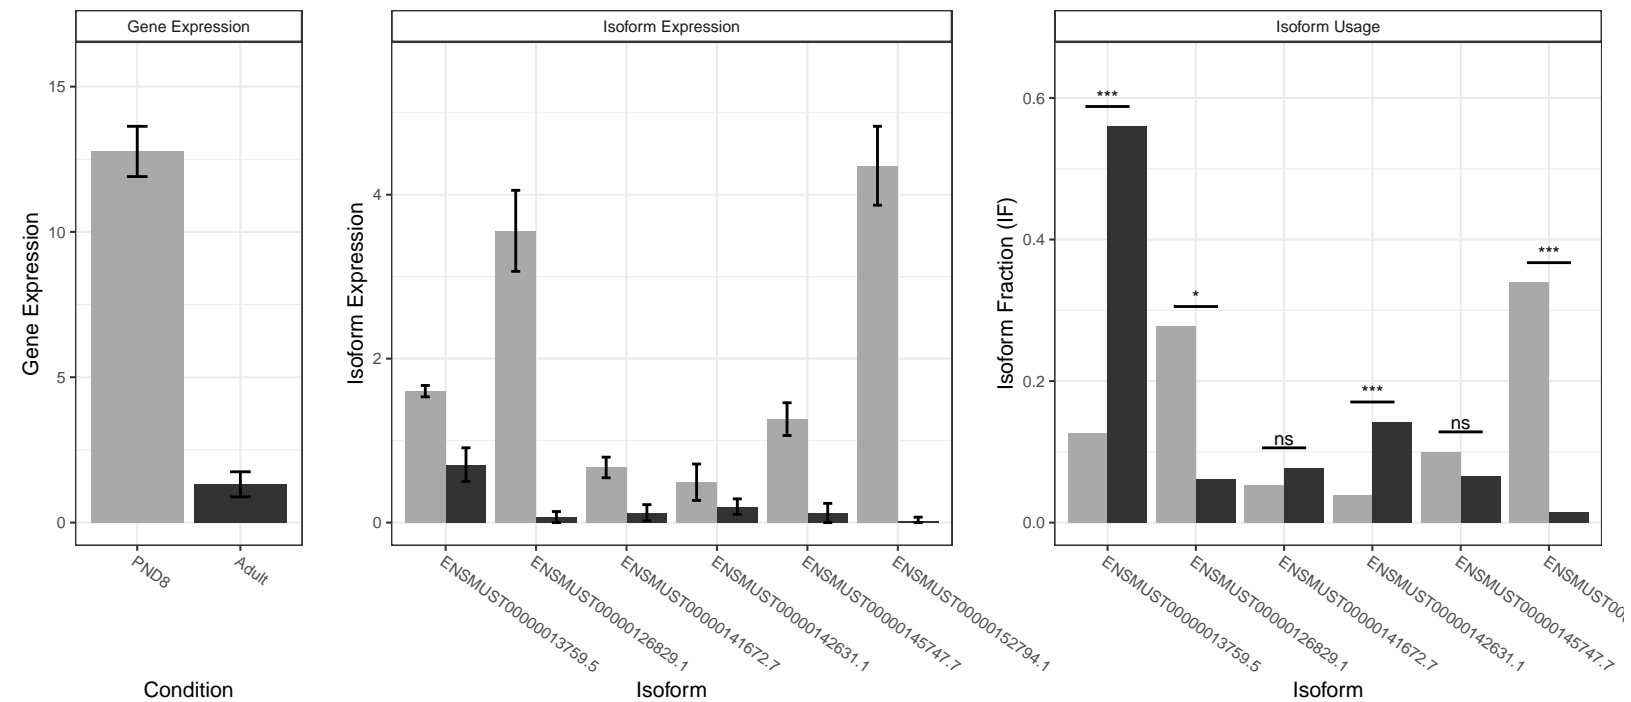 Gene Expression
Isoform Expression
Isoform Usage
Gene Expression
15
10
5
0
PND8
Adult
Condition
Isoform Expression
4
2
0
ENSMUST00000013759.5
ENSMUST00000126829.1
ENSMUST00000141672.7
ENSMUST00000142631.1
ENSMUST00000145747.7
ENSMUST00000152794.1
Isoform
Isoform Fraction (IF)
0.6
0.4
0.2
0.0
***
*
ns
***
ns
***
ENSMUST00000013759.5
ENSMUST00000126829.1
ENSMUST00000141672.7
ENSMUST00000142631.1
ENSMUST00000145747.7
ENSMUST000
Isoform